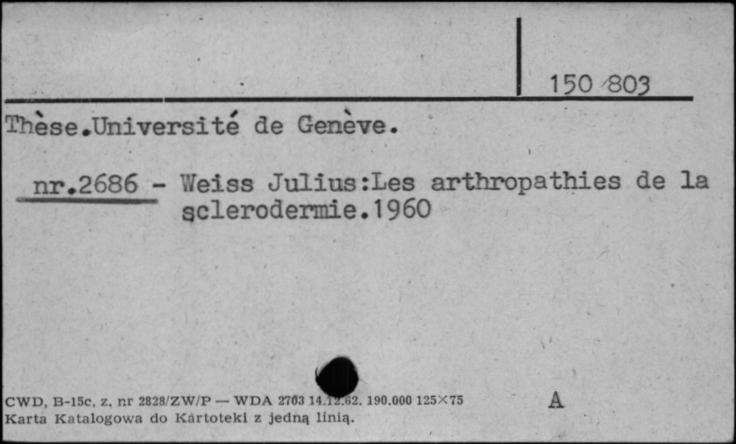 150 803
Thèse.Université de Genève.
nr.2686 - Weiss Julius:Les arthropathies de la
sclerodermie.1960
CWD, B-15c, z. nr 2828/ZW/P — WDA 2703 14.12.62. 190.000 125×75
A
Karta Katalogowa do Kartoteki z jedną linią.